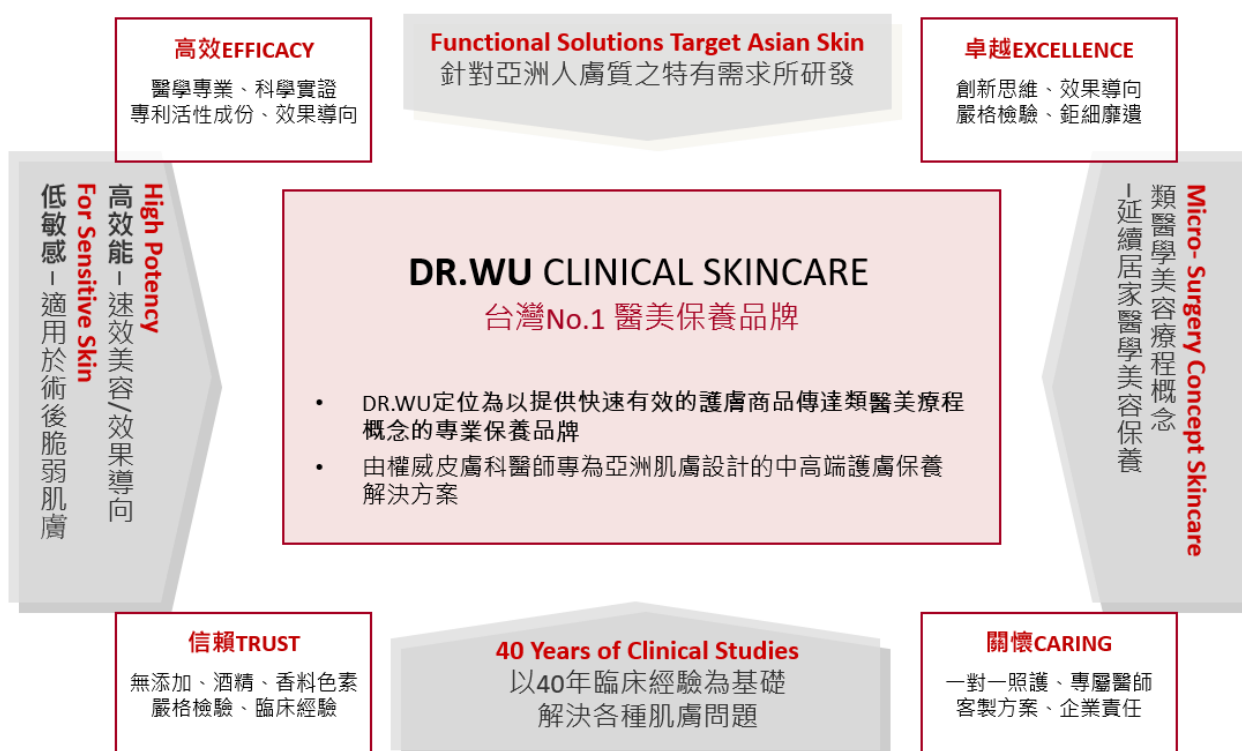 高效EFFICACY
醫學專業、科學實證
專利活性成份、效果導向
Functional Solutions Target Asian Skin
針對亞洲人膚質之特有需求所研發
卓越EXCELLENCE
創新思維、效果導向
嚴格檢驗、鉅細靡遺
High Potency
高效能–速效美容/效果導向
For Sensitive Skin
低敏感–適用於術後脆弱肌膚
DR.WU CLINICAL SKINCARE
台灣No.1 醫美保養品牌
• DR.WU定位為以提供快速有效的護膚商品傳達類醫美療程
概念的專業保養品牌
• 由權威皮膚科醫師專為亞洲肌膚設計的中高端護膚保養
解決方案
Micro- Surgery Concept Skincare
類醫學美容療程概念
–延續居家醫學美容保養
信賴TRUST
無添加、酒精、香料色素
嚴格檢驗、臨床經驗
40 Years of Clinical Studies
以40年臨床經驗為基礎
解決各種肌膚問題
關懷CARING
一對一照護、專屬醫師
客製方案、企業責任